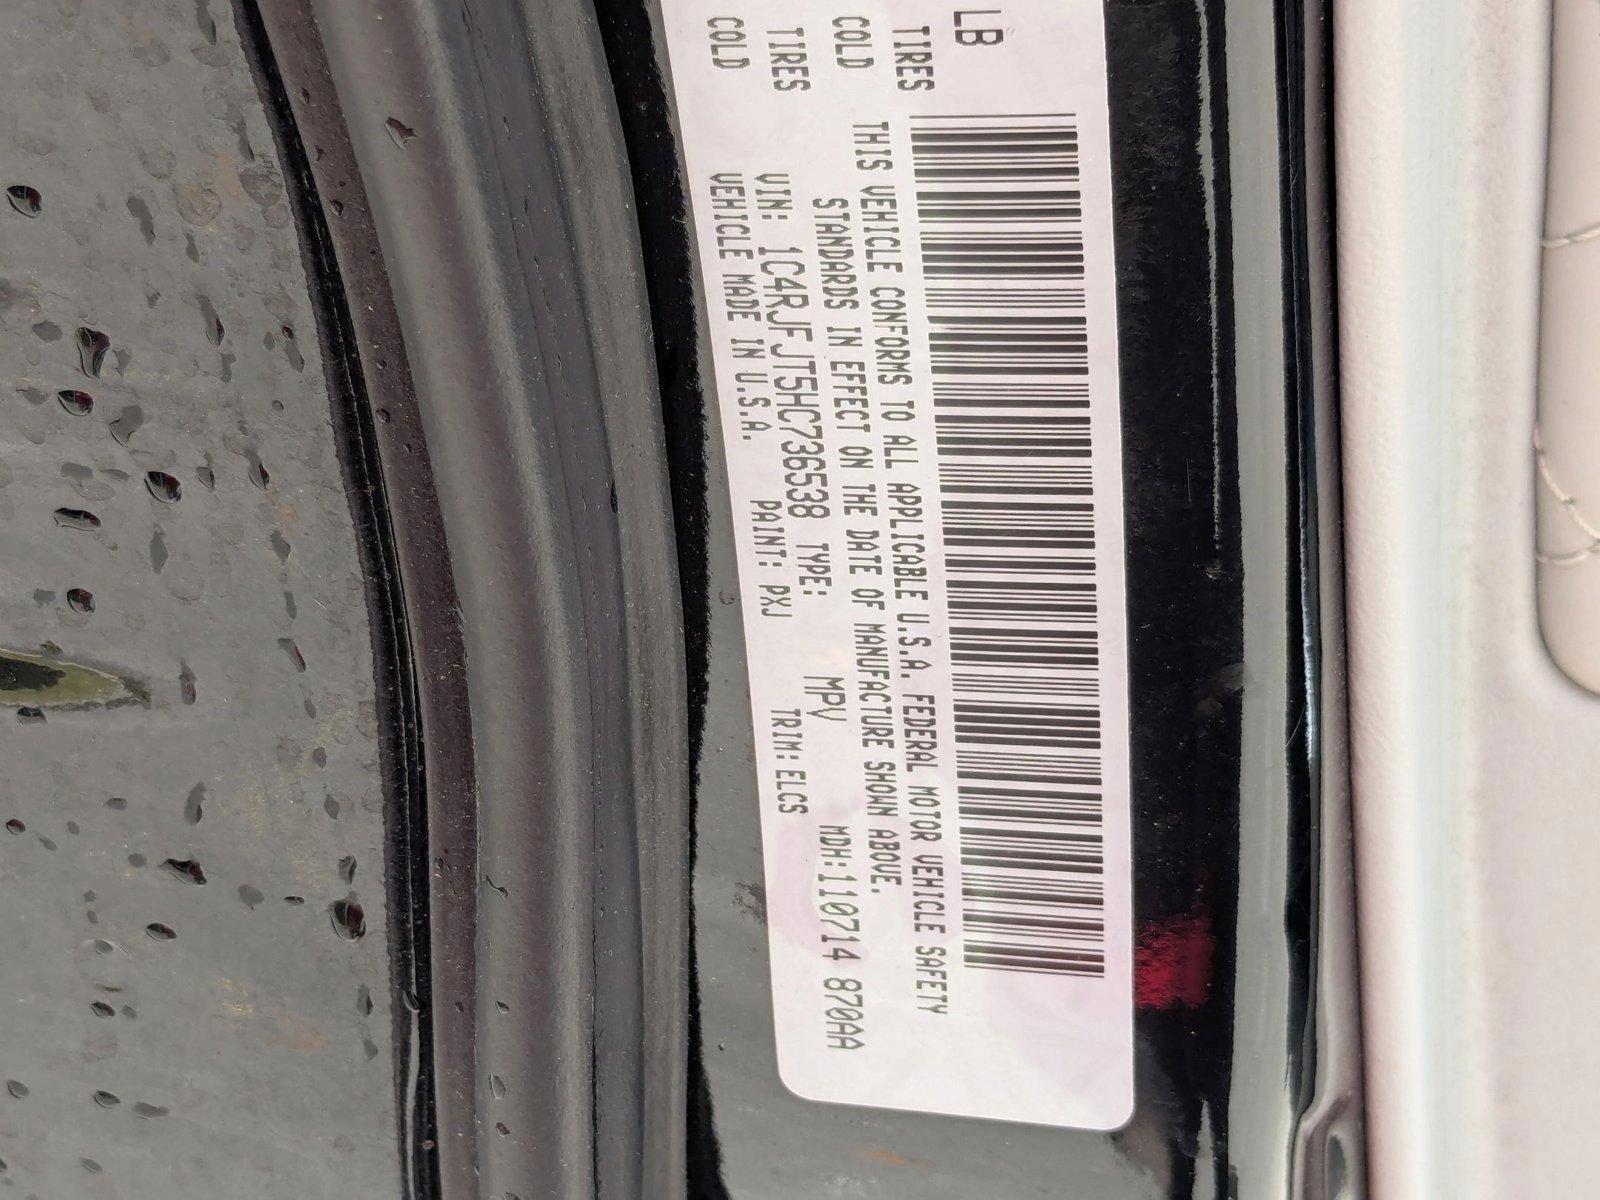 LB
TIRES
COLD
TIRES
COLD
THIS VEHICLE CONFORMS TO ALL APPLICABLE U.S.A. FEDERAL MOTOR VEHICLE SAFETY
STANDARDS IN EFFECT ON THE DATE OF MANUFACTURE SHOWN ABOVE.
VIN: 1C4RJFJT5HC736538 TYPE: MPV MDH:110714 870AA
VEHICLE MADE IN U.S.A. PAINT: PXJ TRIM: ELCS